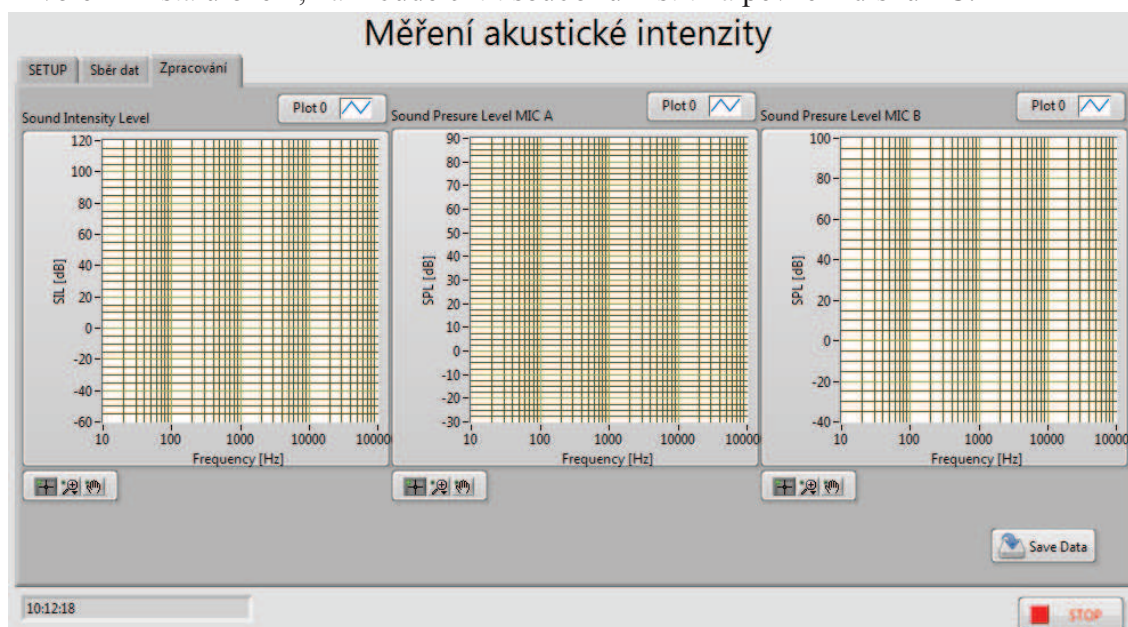 Měření akustické intenzity
SETUP Sběr dat Zpracování
Sound Intensity Level Plot 0
120
100
80
60
40
20
0
-20
-40
-60
SIL [dB]
10 100 1000 10000 10000
Frequency [Hz]
Sound Presure Level MIC A Plot 0
90
80
70
60
50
40
30
20
10
0
-10
-20
-30
SPL [dB]
10 100 1000 10000 10000
Frequency [Hz]
Sound Presure Level MIC B Plot 0
100
80
60
40
20
0
-20
-40
SPL [dB]
10 100 1000 10000 10000
Frequency [Hz]
Save Data
10:12:18
STOP